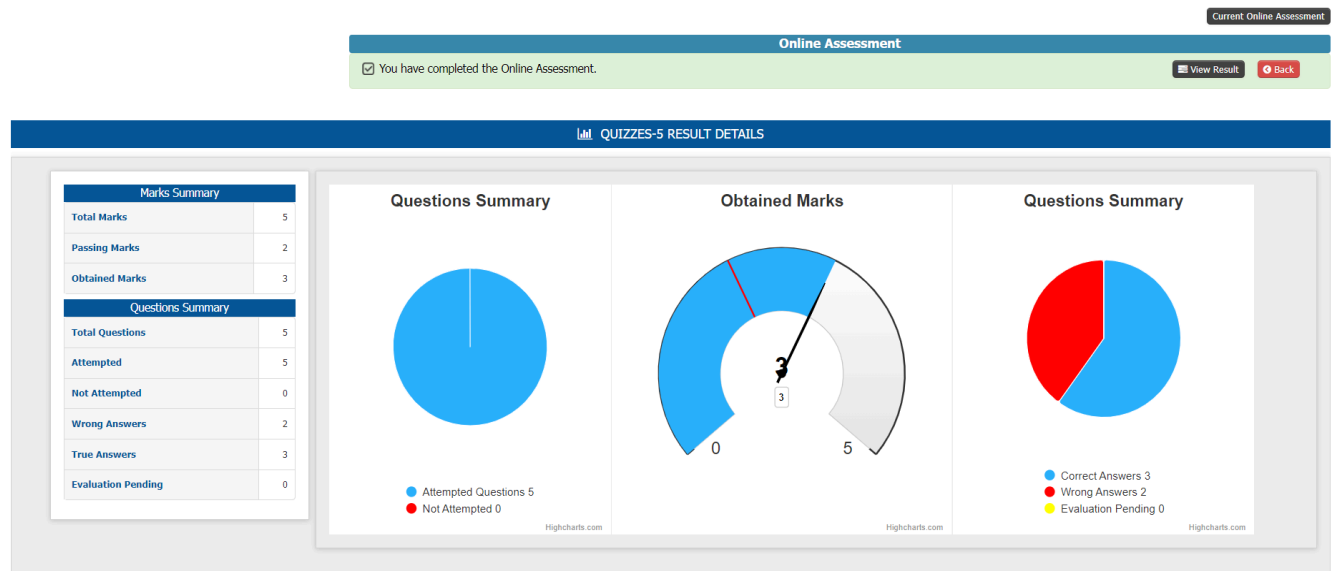 Current Online Assessment
Online Assessment
You have completed the Online Assessment.
View Result
Back
QUIZZES-5 RESULT DETAILS
Marks Summary
Total Marks 5
Passing Marks 2
Obtained Marks 3
Questions Summary
Total Questions 5
Attempted 5
Not Attempted 0
Wrong Answers 2
True Answers 3
Evaluation Pending 0
Questions Summary
Attempted Questions 5
Not Attempted 0
Highcharts.com
Obtained Marks
3
3
0 5
Highcharts.com
Questions Summary
Correct Answers 3
Wrong Answers 2
Evaluation Pending 0
Highcharts.com